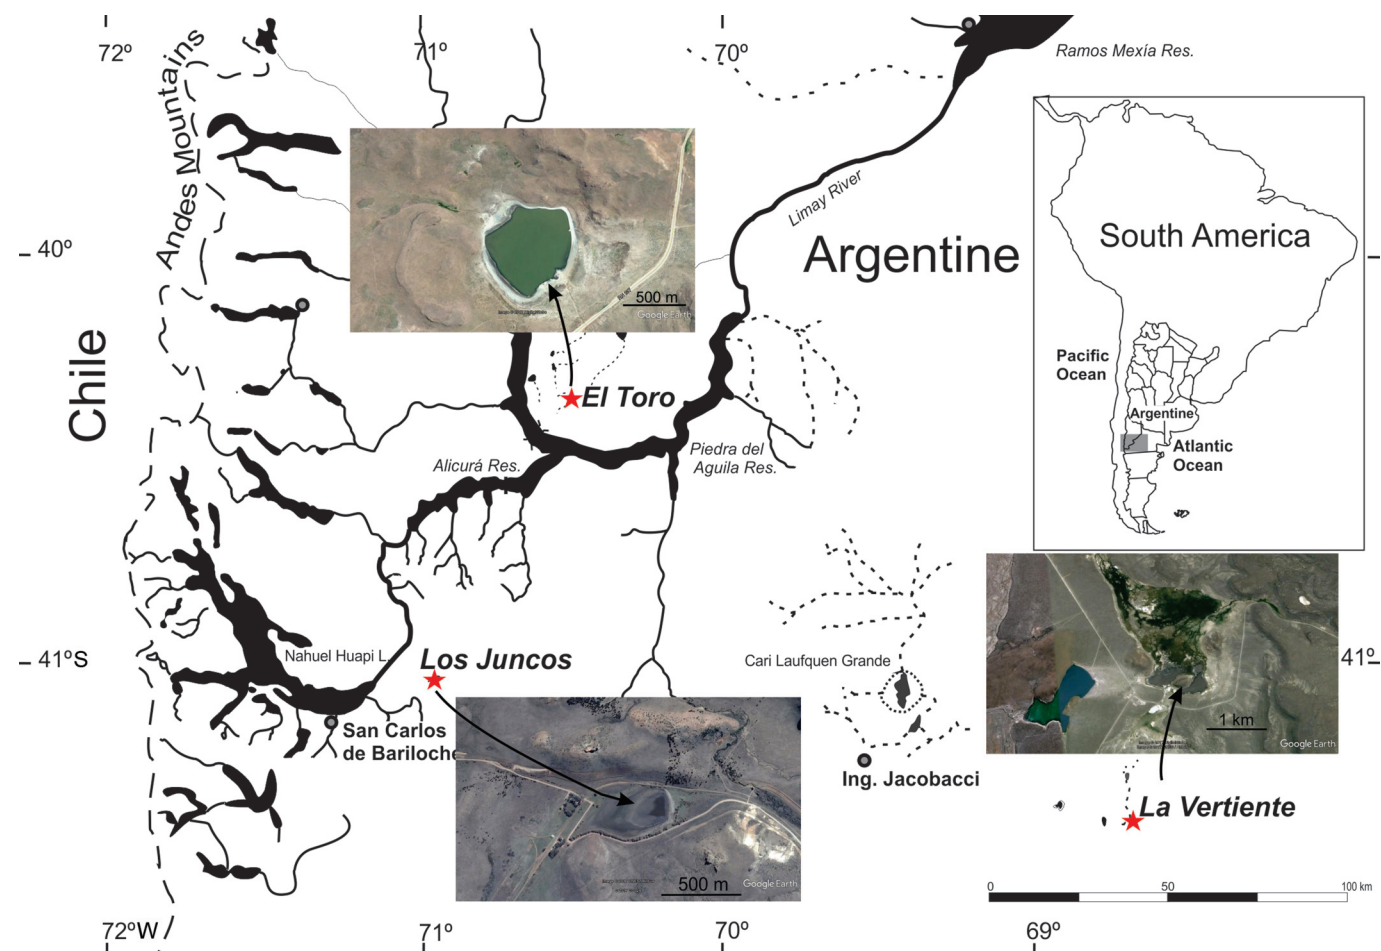 72º
71º
70º
Ramos Mexía Res.
Andes Mountains
Limay River
40º
Argentine
South America
500 m
Google Earth
Chile
Pacific
Ocean
El Toro
Argentine
Atlantic
Ocean
Piedra del
Aguila Res.
Alicurá Res.
Nahuel Huapi L.
41ºS
Los Juncos
Cari Laufquen Grande
41º
San Carlos
de Bariloche
1 km
Google Earth
Ing. Jacobacci
La Vertiente
500 m
Google Earth
0 50 100 km
72ºW
71º
70º
69º